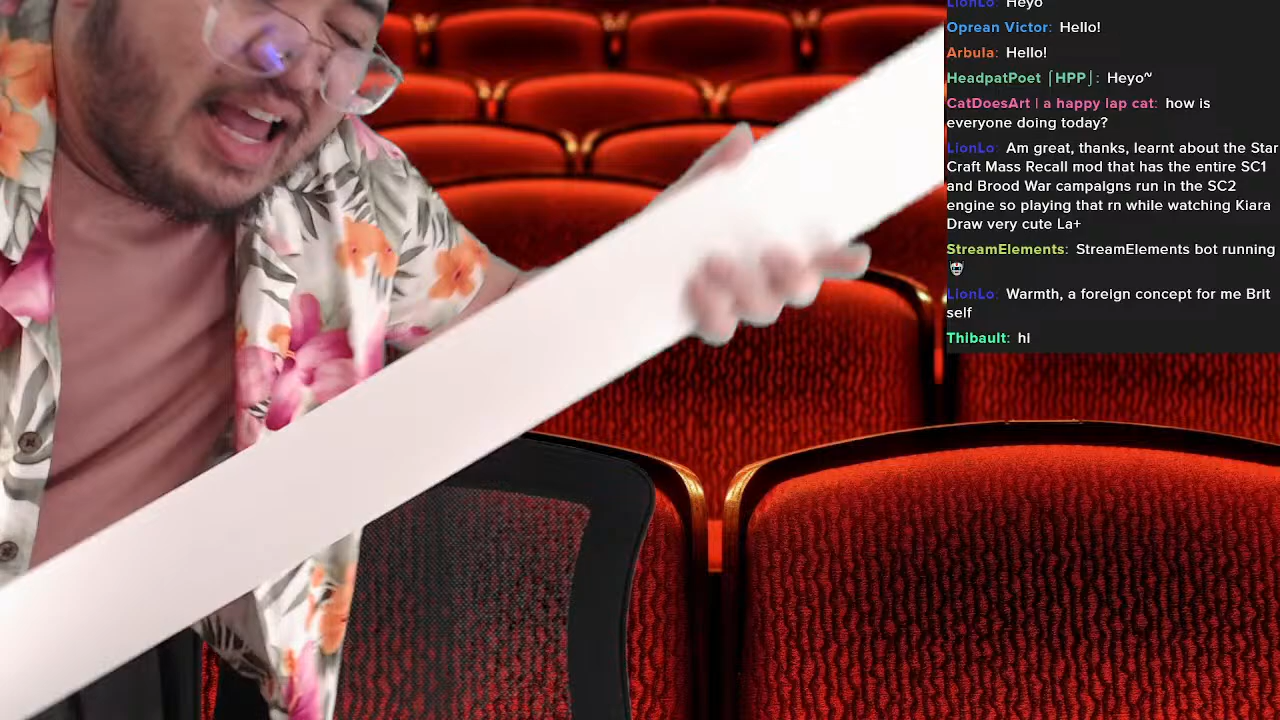 LionLo: Heyo
Oprean Victor: Hello!
Arbula: Hello!
HeadpatPoet [HPP]: Heyo~
CatDoesArt | a happy lap cat: how is
everyone doing today?
LionLo: Am great, thanks, learnt about the Star
Craft Mass Recall mod that has the entire SC1
and Brood War campaigns run in the SC2
engine so playing that rn while watching Kiara
Draw very cute La+
StreamElements: StreamElements bot running
LionLo: Warmth, a foreign concept for me Brit
self
Thibault: hi